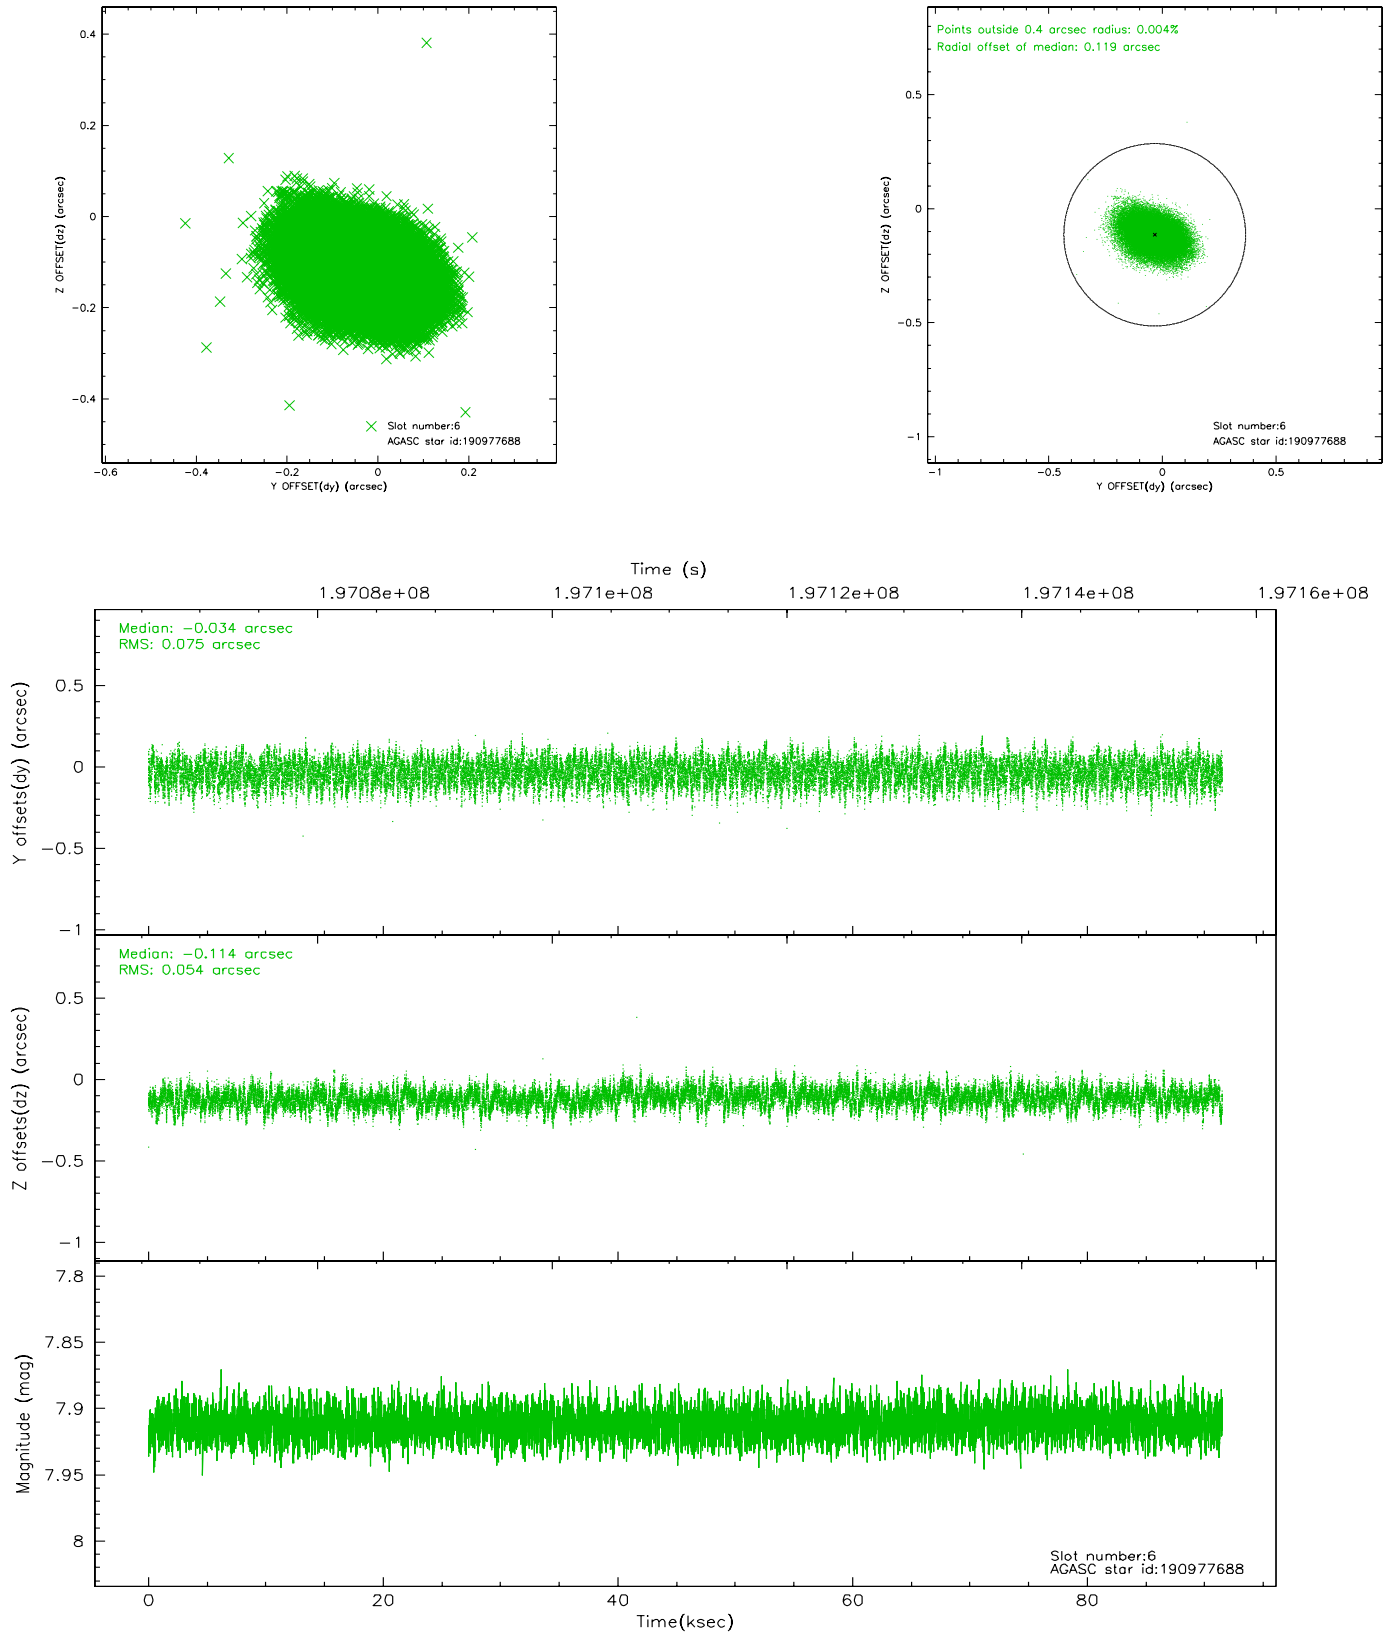 0.4
0.2
0
−0.2
−0.4
Z OFFSET(dz) (arcsec)
−0.6
−0.4
−0.2
0
0.2
Y OFFSET(dy) (arcsec)
Slot number:6
AGASC star id:190977688
Points outside 0.4 arcsec radius: 0.004%
Radial offset of median: 0.119 arcsec
0.5
0
−0.5
−1
Z OFFSET(dz) (arcsec)
−1
−0.5
0
0.5
Y OFFSET(dy) (arcsec)
Slot number:6
AGASC star id:190977688
Time (s)
1.9708e+08
1.971e+08
1.9712e+08
1.9714e+08
1.9716e+08
Median: −0.034 arcsec
RMS: 0.075 arcsec
0.5
0
−0.5
−1
Y offsets(dy) (arcsec)
Median: −0.114 arcsec
RMS: 0.054 arcsec
0.5
0
−0.5
−1
Z offsets(dz) (arcsec)
7.8
7.85
7.9
7.95
8
Magnitude (mag)
Slot number:6
AGASC star id:190977688
0
20
40
60
80
Time(ksec)